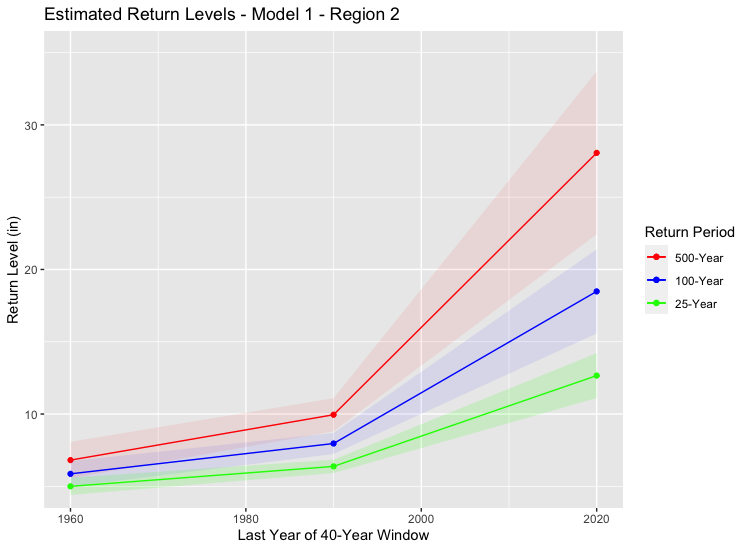 Estimated Return Levels - Model 1 - Region 2
Return Level (in)
30
20
10
1960
1980
2000
2020
Last Year of 40-Year Window
Return Period
500-Year
100-Year
25-Year